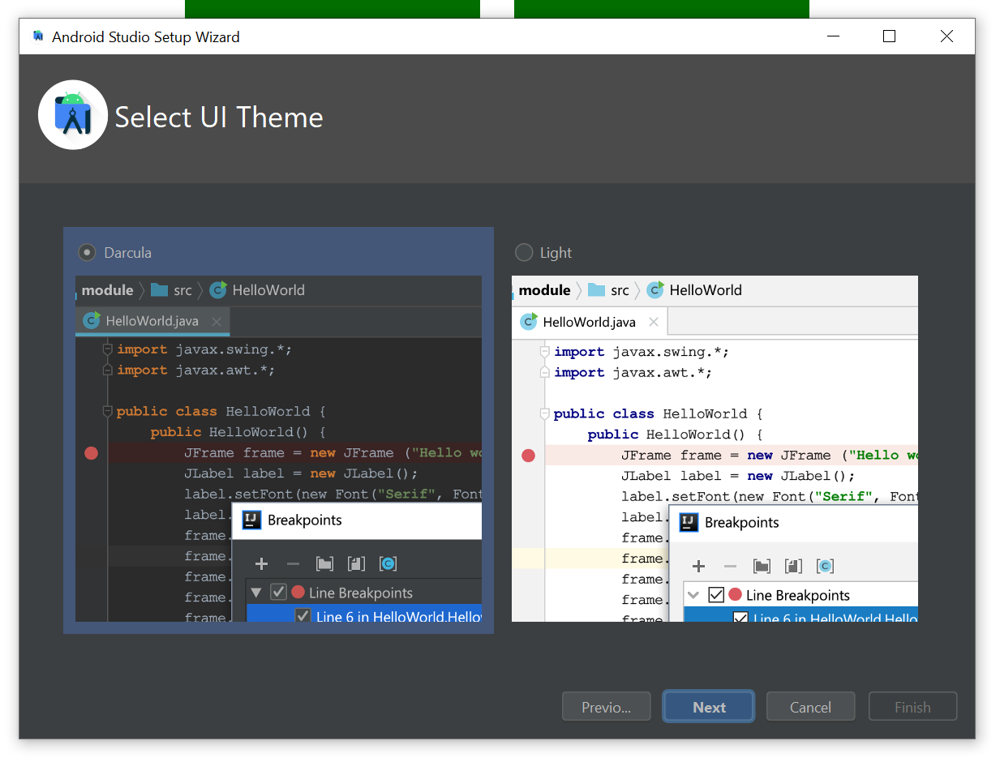 Android Studio Setup Wizard
Select UI Theme
Darcula
module src HelloWorld
HelloWorld.java
import javax.swing.*;
import javax.awt.*;
public class HelloWorld {
public HelloWorld() {
JFrame frame = new JFrame ("Hello wo
JLabel label = new JLabel();
label.setFont(new Font("Serif", Font
label.
frame.
frame.
frame.
frame.
frame.
Breakpoints
Line Breakpoints
Line 6 in HelloWorld.Hello
Light
module src HelloWorld
HelloWorld.java
import javax.swing.*;
import javax.awt.*;
public class HelloWorld {
public HelloWorld() {
JFrame frame = new JFrame ("Hello wo
JLabel label = new JLabel();
label.setFont(new Font("Serif", Font
label.
frame.
frame.
frame.
frame.
frame.
Breakpoints
Line Breakpoints
Line 6 in HelloWorld.Hello
Previo... Next Cancel Finish